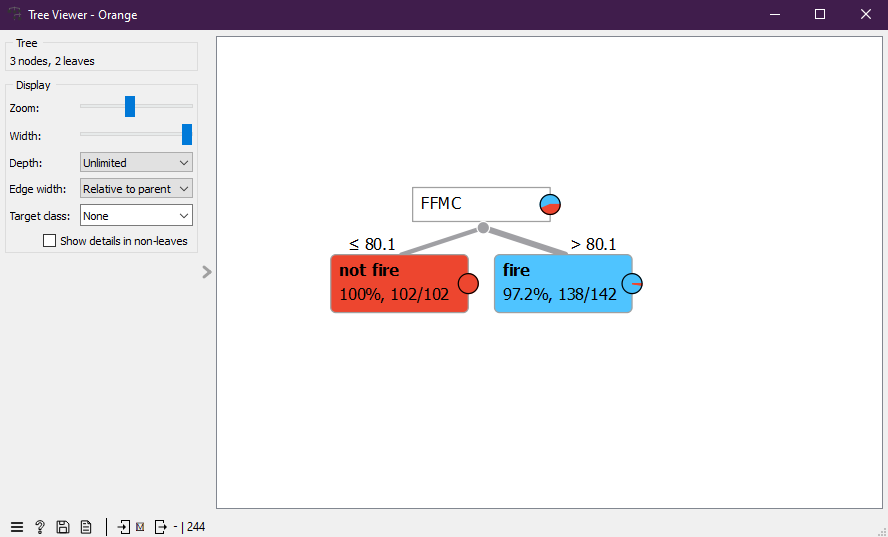 Tree Viewer - Orange
Tree
3 nodes, 2 leaves
Display
Zoom:
Width:
Depth: Unlimited
Edge width: Relative to parent
Target class: None
Show details in non-leaves
FFMC
≤ 80.1 > 80.1
not fire
100%, 102/102
fire
97.2%, 138/142
? - | 244